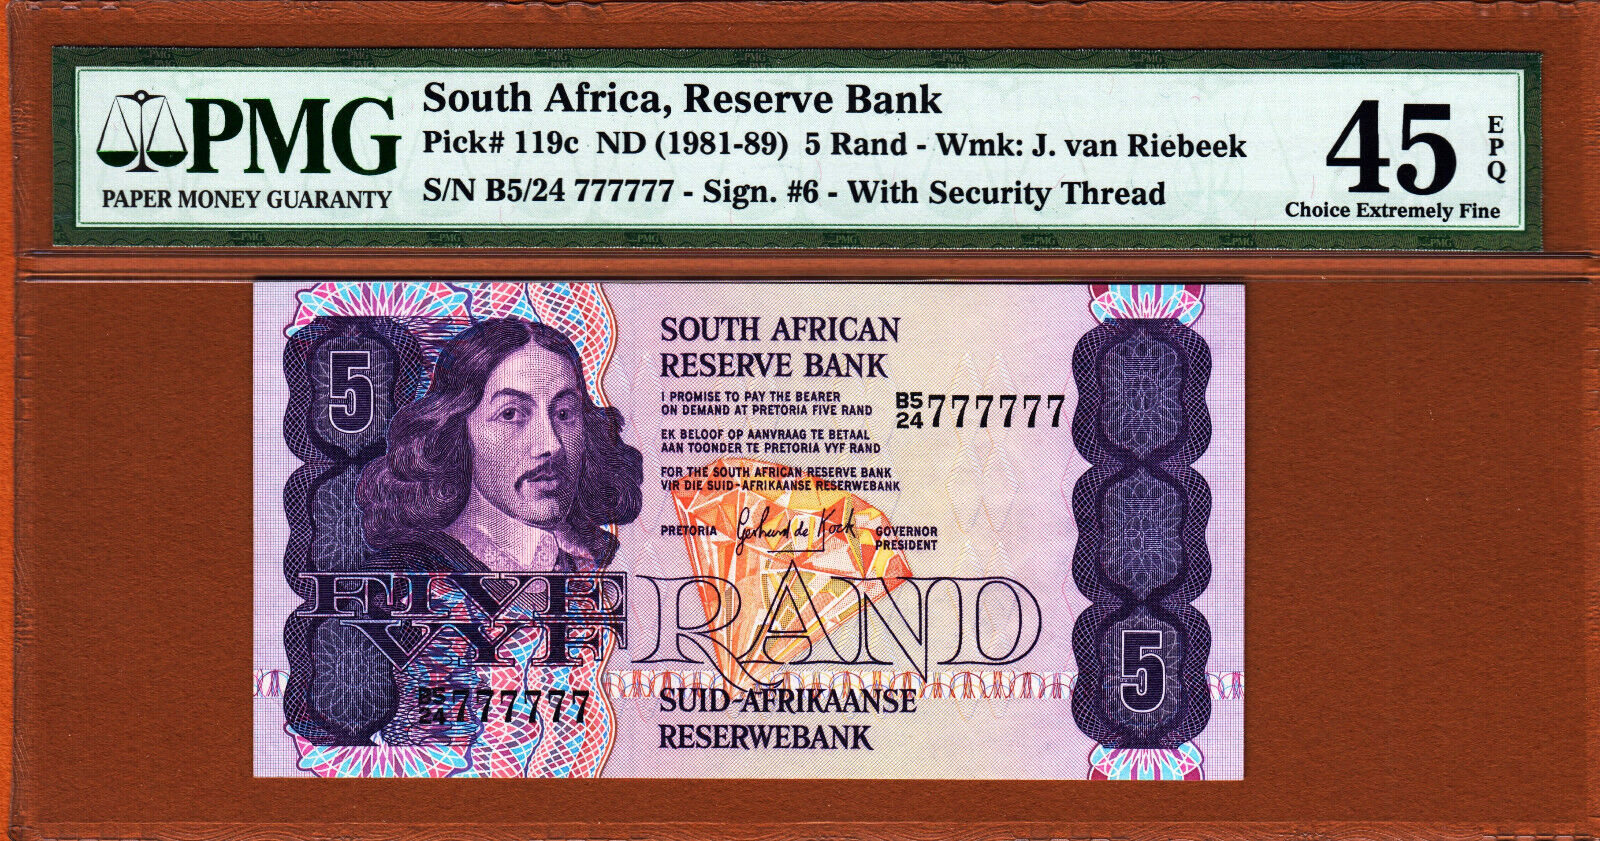 PMG
PAPER MONEY GUARANTY
South Africa, Reserve Bank
Pick# 119c ND (1981-89) 5 Rand - Wmk: J. van Riebeek
S/N B5/24 777777 - Sign. #6 - With Security Thread
45
EPQ
Choice Extremely Fine
5
SOUTH AFRICAN
RESERVE BANK
I PROMISE TO PAY THE BEARER
ON DEMAND AT PRETORIA FIVE RAND
B5/24 777777
EK BELOOF OP AANVRAAG TE BETAAL
AAN TOONDER TE PRETORIA VYF RAND
FOR THE SOUTH AFRICAN RESERVE BANK
VIR DIE SUID-AFRIKAANSE RESERWEBANK
PRETORIA Gerhard de Kock GOVERNOR
PRESIDENT
FIVE RAND
VYF
B5/24 777777
SUID-AFRIKAANSE
RESERWEBANK
5